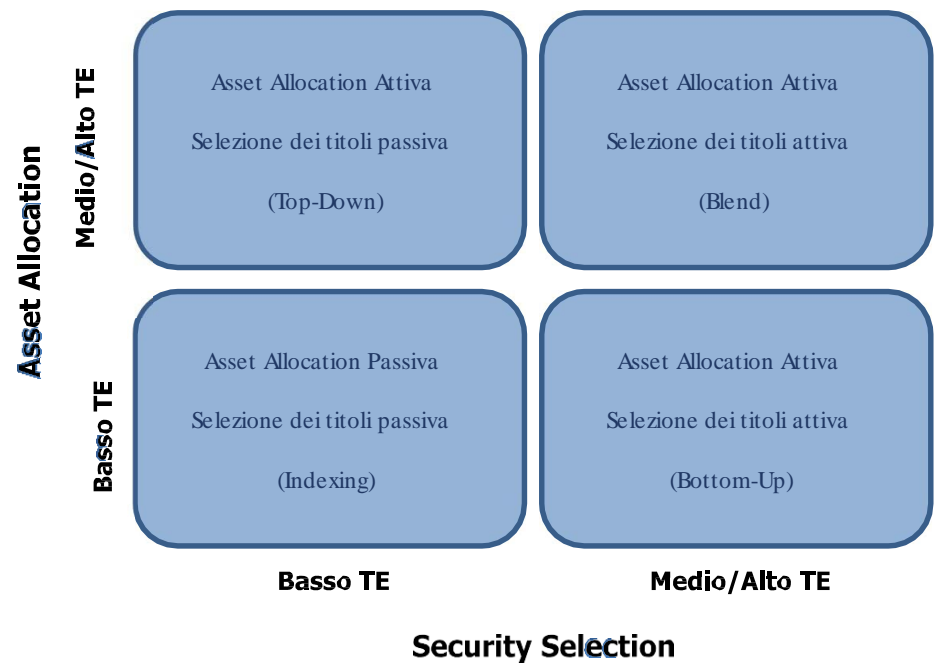 Asset Allocation
Medio/Alto TE
Asset Allocation Attiva
Selezione dei titoli passiva
(Top-Down)
Asset Allocation Attiva
Selezione dei titoli attiva
(Blend)
Basso TE
Asset Allocation Passiva
Selezione dei titoli passiva
(Indexing)
Asset Allocation Attiva
Selezione dei titoli attiva
(Bottom-Up)
Basso TE
Medio/Alto TE
Security Selection